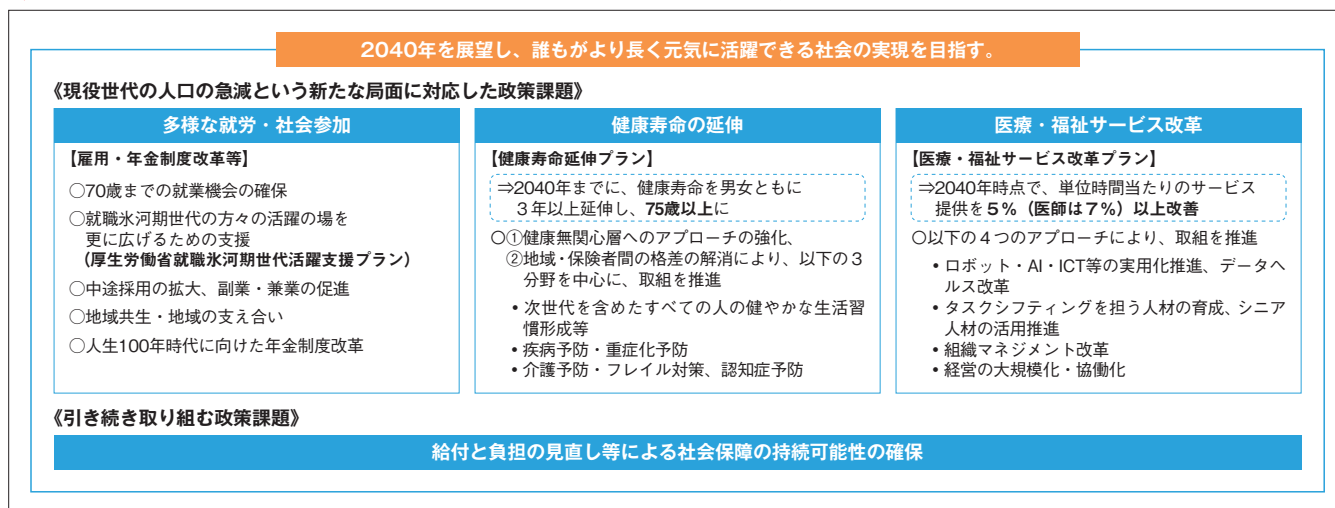 2040年を展望し、誰もがより長く元気に活躍できる社会の実現を目指す。
《現役世代の人口の急減という新たな局面に対応した政策課題》
多様な就労・社会参加
【雇用・年金制度改革等】
○70歳までの就業機会の確保
○就職氷河期世代の方々の活躍の場を
更に広げるための支援
（厚生労働省就職氷河期世代活躍支援プラン）
○中途採用の拡大、副業・兼業の促進
○地域共生・地域の支え合い
○人生100年時代に向けた年金制度改革
健康寿命の延伸
【健康寿命延伸プラン】
⇒2040年までに、健康寿命を男女ともに
３年以上延伸し、75歳以上に
○①健康無関心層へのアプローチの強化、
②地域・保険者間の格差の解消により、以下の３
分野を中心に、取組を推進
・次世代を含めたすべての人の健やかな生活習
慣形成等
・疾病予防・重症化予防
・介護予防・フレイル対策、認知症予防
医療・福祉サービス改革
【医療・福祉サービス改革プラン】
⇒2040年時点で、単位時間当たりのサービス
提供を５％（医師は７％）以上改善
○以下の４つのアプローチにより、取組を推進
・ロボット・AI・ICT等の実用化推進、データヘ
ルス改革
・タスクシフティングを担う人材の育成、シニア
人材の活用推進
・組織マネジメント改革
・経営の大規模化・協働化
《引き続き取り組む政策課題》
給付と負担の見直し等による社会保障の持続可能性の確保